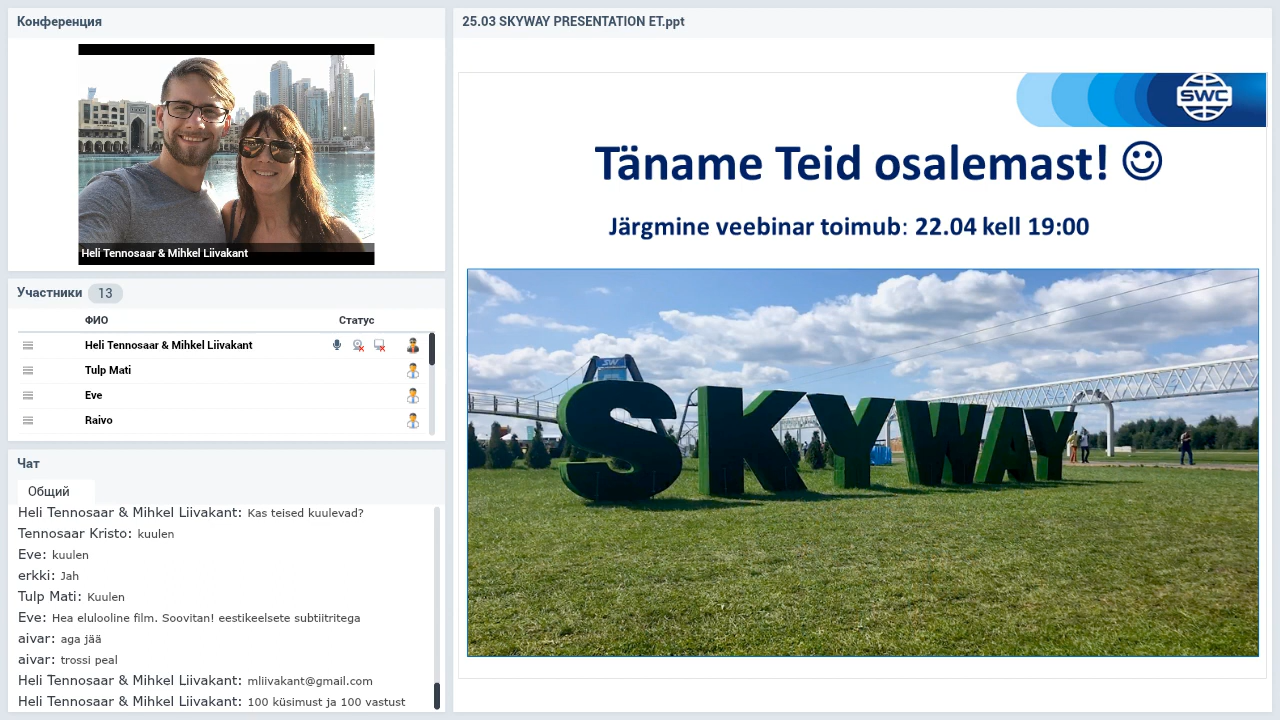 Конференция
Heli Tennosaar & Mihkel Liivakant
Участники 13
ФИО Статус
Heli Tennosaar & Mihkel Liivakant
Tulp Mati
Eve
Raivo
Чат
Общий
Heli Tennosaar & Mihkel Liivakant: Kas teised kuulevad?
Tennosaar Kristo: kuulen
Eve: kuulen
erkki: Jah
Tulp Mati: Kuulen
Eve: Hea elulooline film. Soovitan! eestikeelsete subtiitritega
aivar: aga jää
aivar: trossi peal
Heli Tennosaar & Mihkel Liivakant: mliivakant@gmail.com
Heli Tennosaar & Mihkel Liivakant: 100 küsimust ja 100 vastust
25.03 SKYWAY PRESENTATION ET.ppt
SWC
Täname Teid osalemast! ☺
Järgmine veebinar toimub: 22.04 kell 19:00
SW
SKYWAY